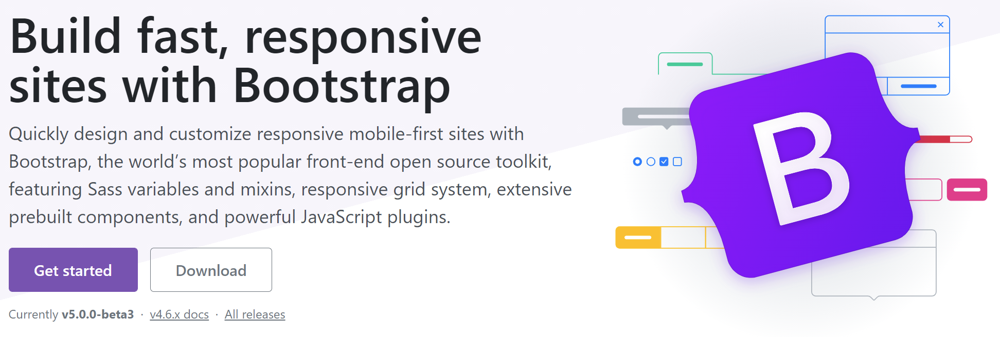 Build fast, responsive
sites with Bootstrap
Quickly design and customize responsive mobile-first sites with
Bootstrap, the world’s most popular front-end open source toolkit,
featuring Sass variables and mixins, responsive grid system, extensive
prebuilt components, and powerful JavaScript plugins.
Get started Download
Currently v5.0.0-beta3 · v4.6.x docs · All releases
B